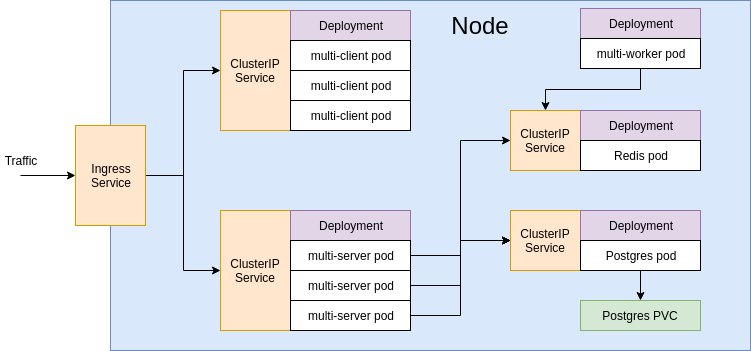 Node
Traffic
Ingress
Service
ClusterIP
Service
Deployment
multi-client pod
multi-client pod
multi-client pod
ClusterIP
Service
Deployment
multi-server pod
multi-server pod
multi-server pod
Deployment
multi-worker pod
ClusterIP
Service
Deployment
Redis pod
ClusterIP
Service
Deployment
Postgres pod
Postgres PVC